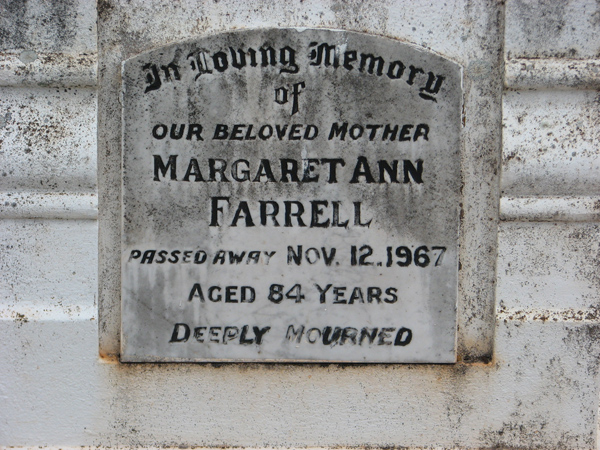 In Loving Memory
of
OUR BELOVED MOTHER
MARGARET ANN
FARRELL
PASSED AWAY NOV. 12. 1967
AGED 84 YEARS
DEEPLY MOURNED